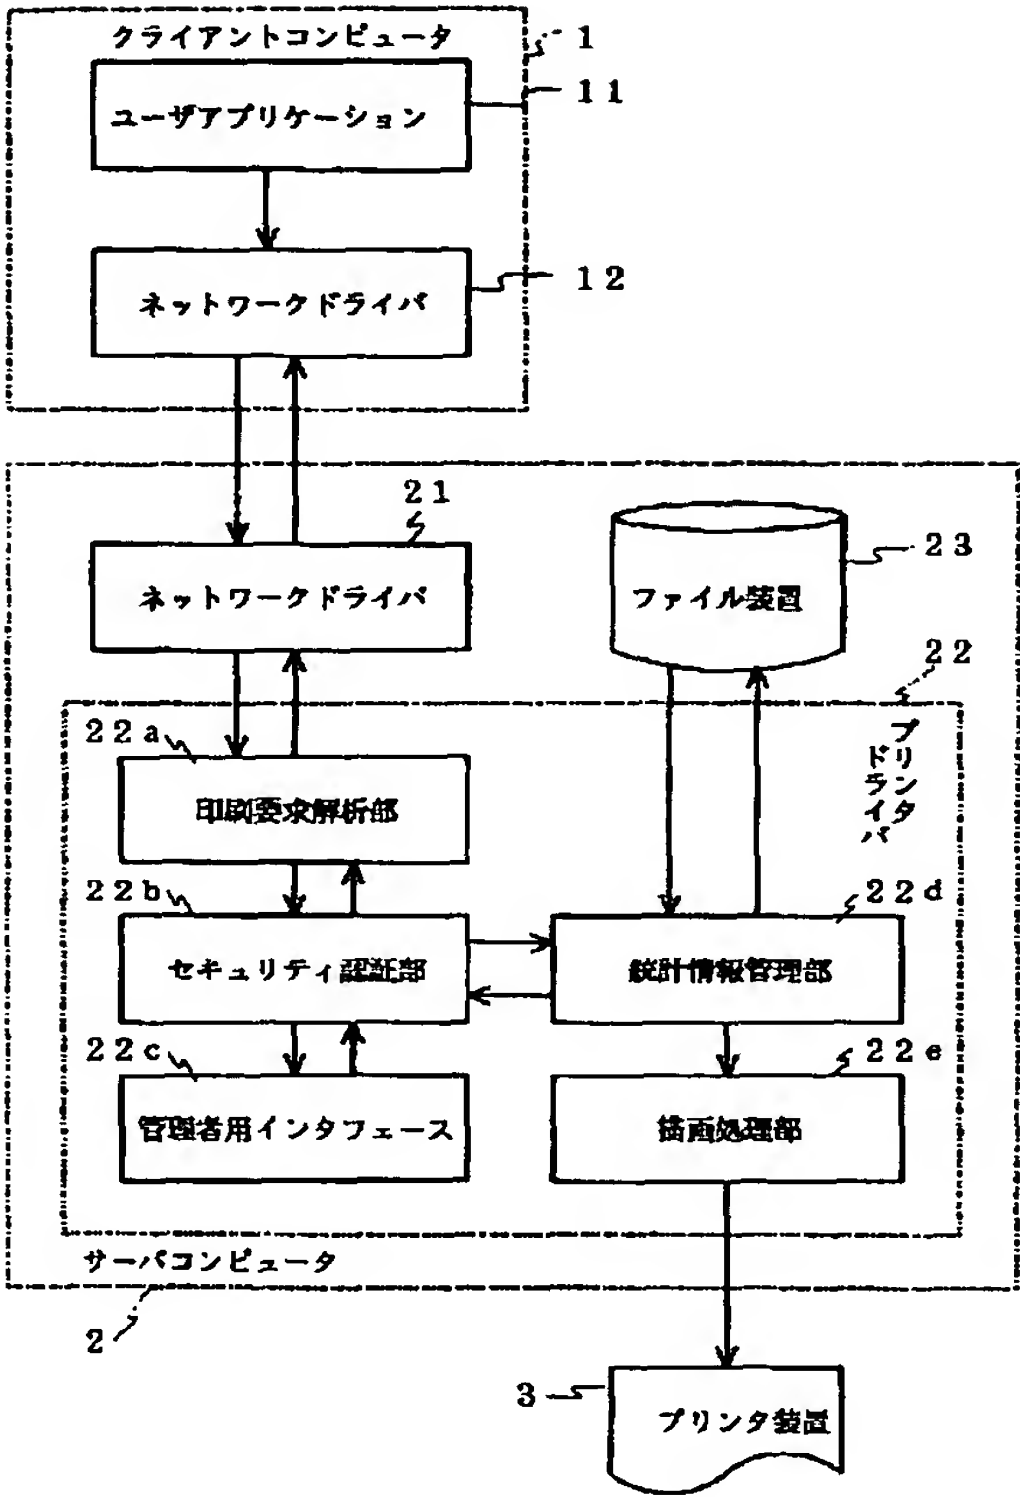 クライアントコンピュータ
1
ユーザアプリケーション
11
ネットワークドライバ
12
21
ネットワークドライバ
23
ファイル装置
22
プリンタ
ドライバ
22a
印刷要求解析部
22b
セキュリティ認証部
22d
統計情報管理部
22c
管理者用インタフェース
22e
描画処理部
サーバコンピュータ
2
3
プリンタ装置